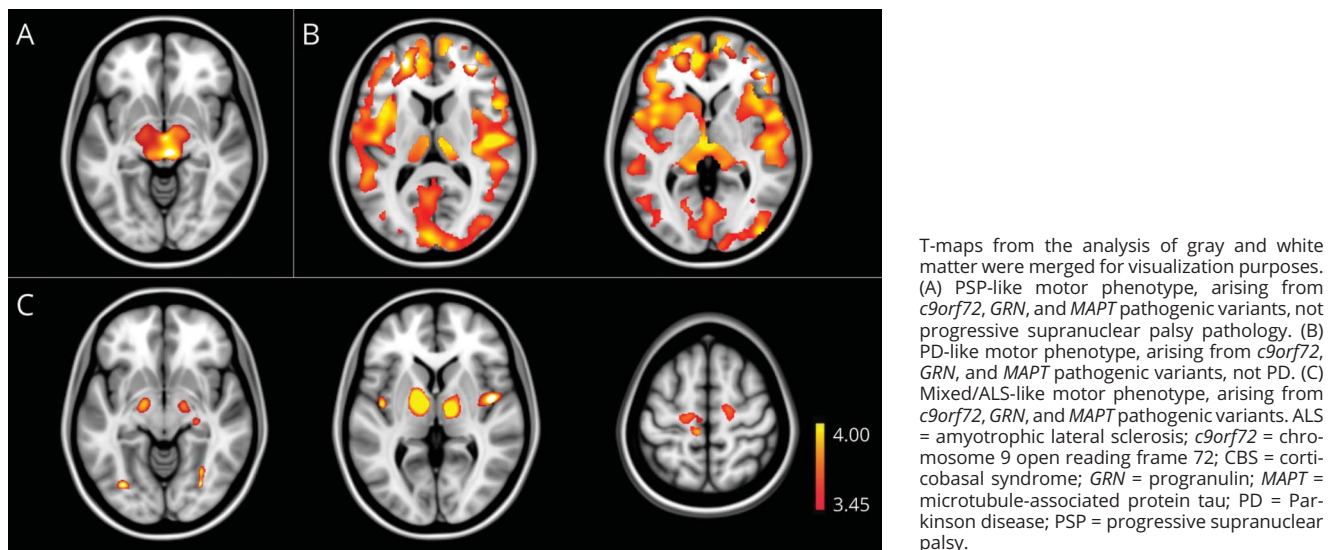 A
B
C
4.00
3.45
T-maps from the analysis of gray and white
matter were merged for visualization purposes.
(A) PSP-like motor phenotype, arising from
c9orf72, GRN, and MAPT pathogenic variants, not
progressive supranuclear palsy pathology. (B)
PD-like motor phenotype, arising from c9orf72,
GRN, and MAPT pathogenic variants, not PD. (C)
Mixed/ALS-like motor phenotype, arising from
c9orf72, GRN, and MAPT pathogenic variants. ALS
= amyotrophic lateral sclerosis; c9orf72 = chro-
mosome 9 open reading frame 72; CBS = corti-
cobasal syndrome; GRN = progranulin; MAPT =
microtubule-associated protein tau; PD = Par-
kinson disease; PSP = progressive supranuclear
palsy.